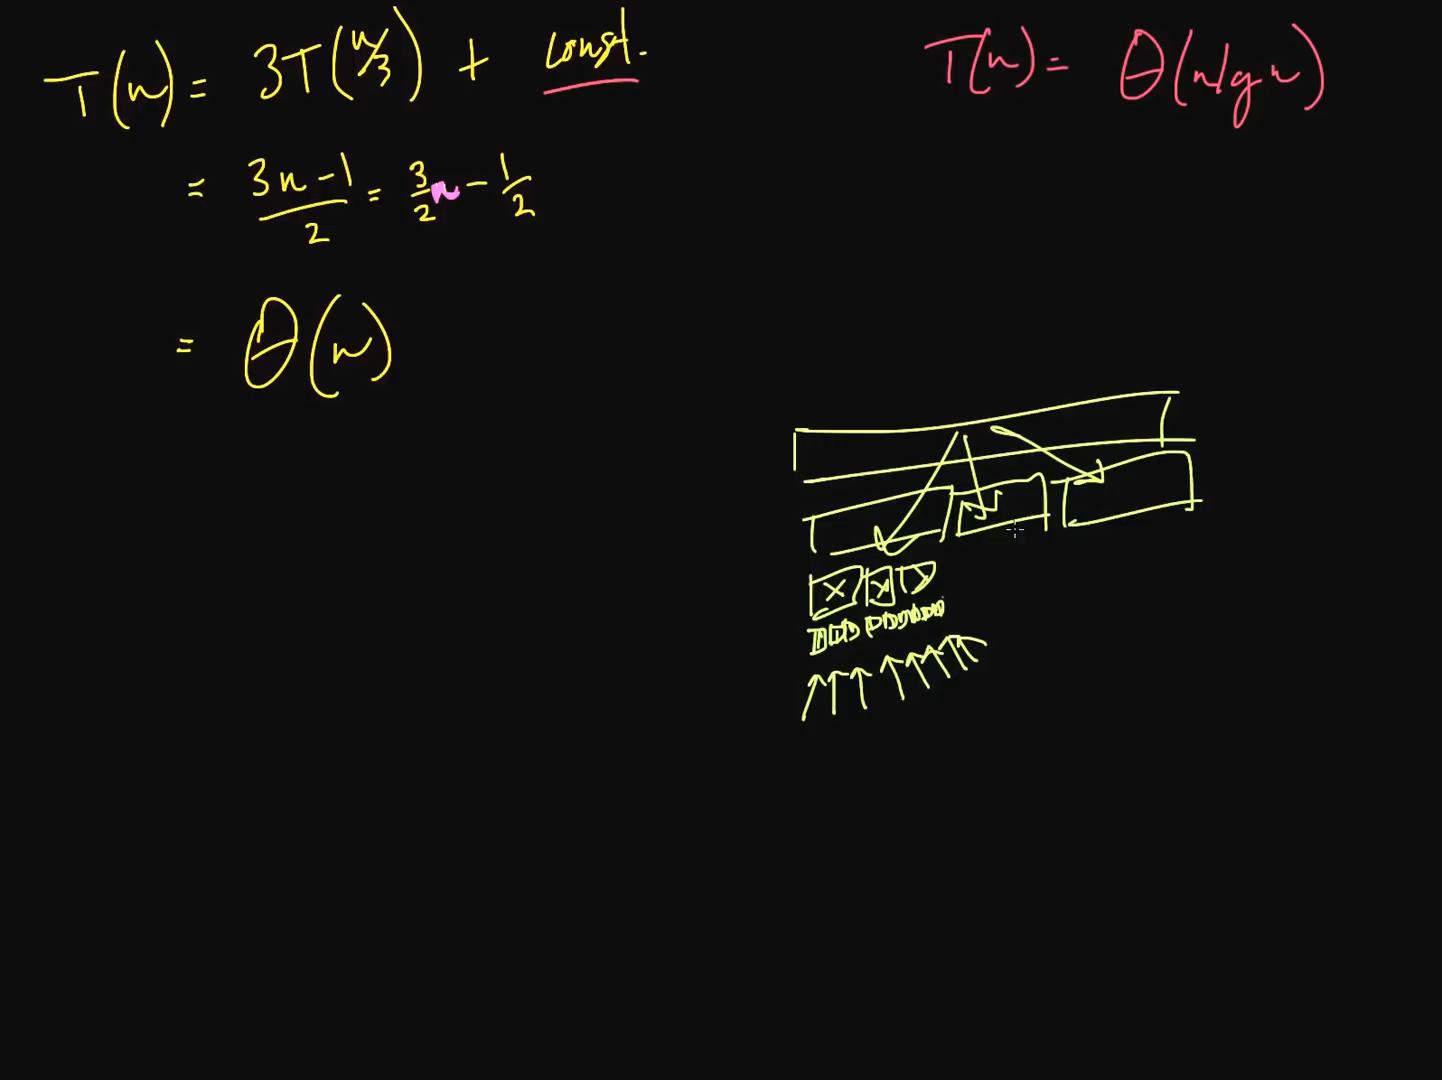 T(n) = 3T(n/3) + const.
= 3n - 1 / 2 = 3/2 n - 1/2
= θ(n)
T(n) = θ(n lg n)